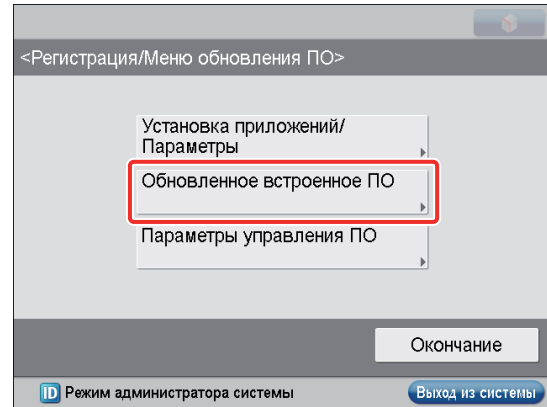 <Регистрация/Меню обновления ПО>
Установка приложений/
Параметры
Обновленное встроенное ПО
Параметры управления ПО
Окончание
ID Режим администратора системы
Выход из системы